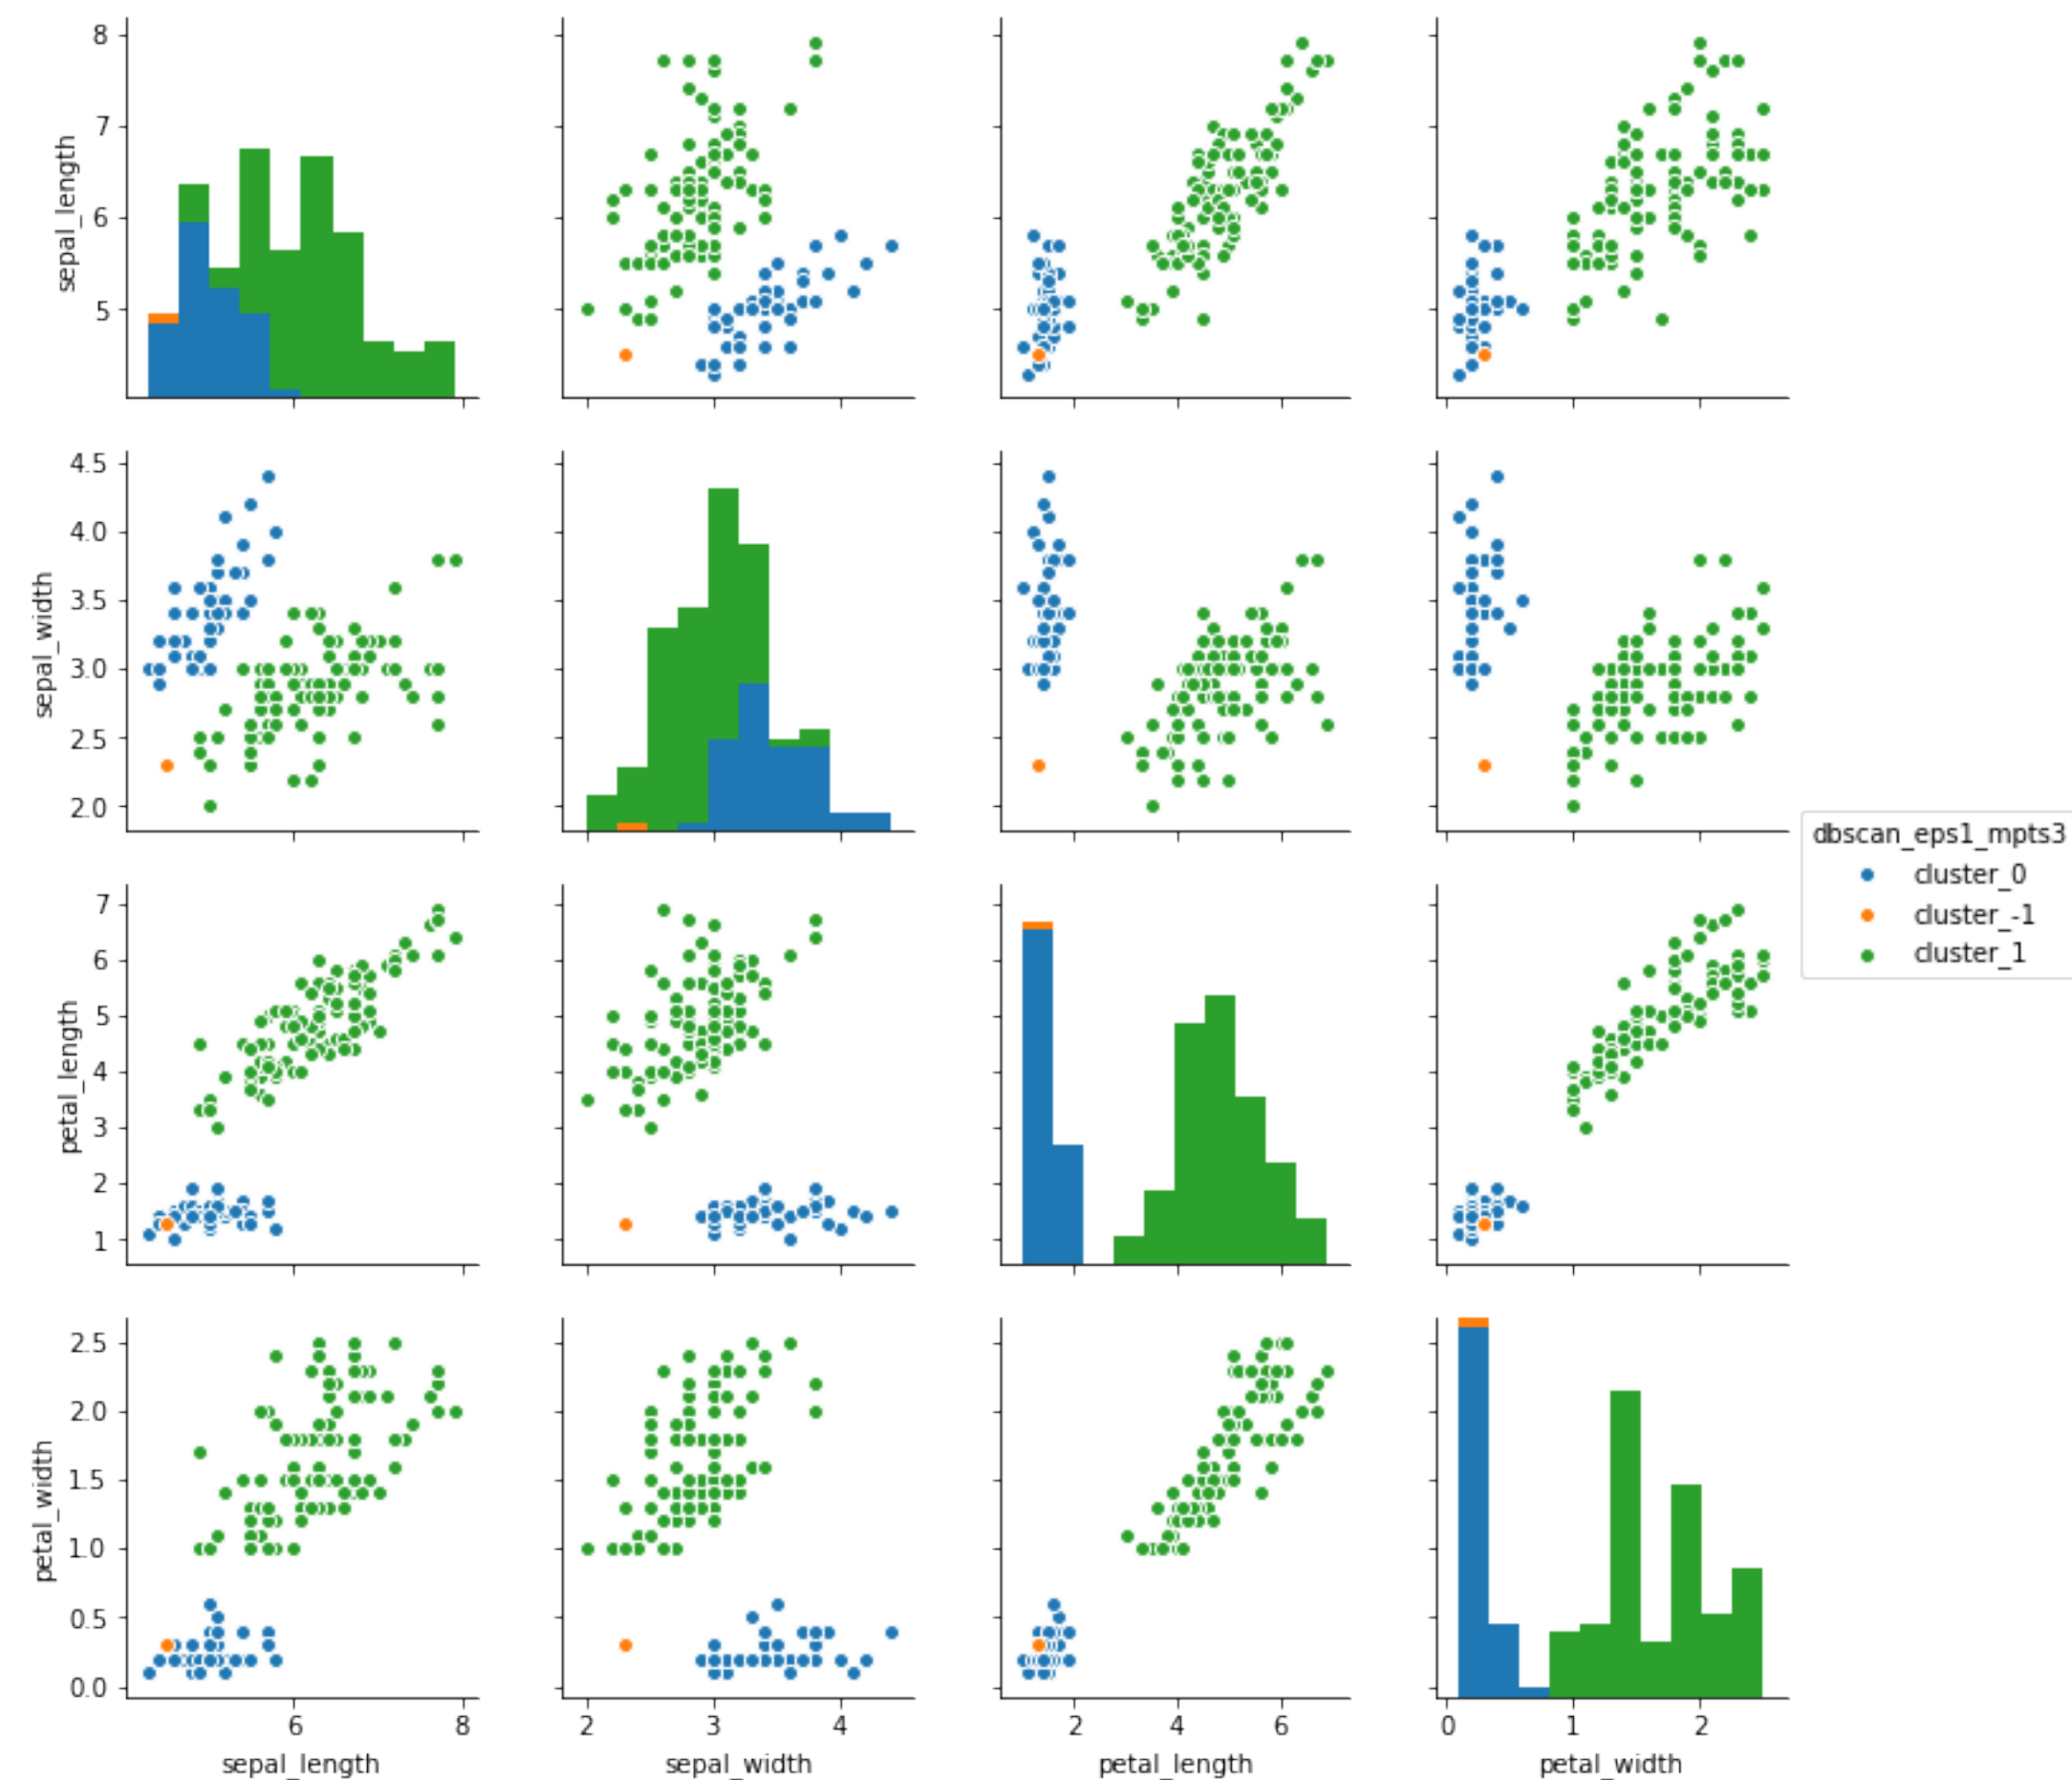 8
7
6
5
sepal_length
4.5
4.0
3.5
3.0
2.5
2.0
sepal_width
dbscan_eps1_mpts3
cluster_0
cluster_-1
cluster_1
7
6
5
4
3
2
1
petal_length
2.5
2.0
1.5
1.0
0.5
0.0
petal_width
6 8 2 3 4 2 4 6 0 1 2
sepal_length sepal_width petal_length petal_width